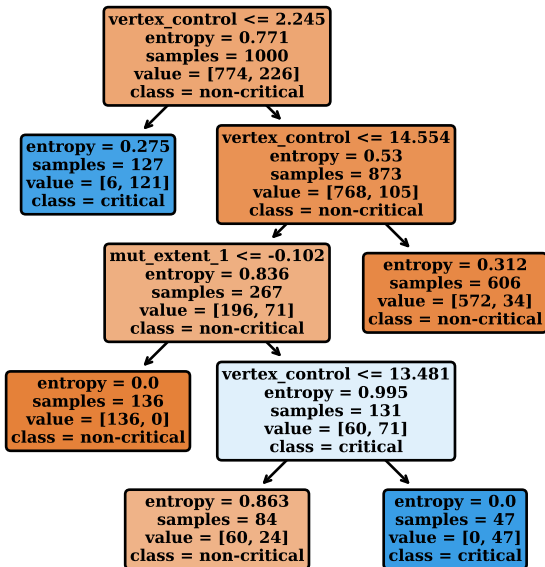 vertex_control <= 2.245
entropy = 0.771
samples = 1000
value = [774, 226]
class = non-critical
entropy = 0.275
samples = 127
value = [6, 121]
class = critical
vertex_control <= 14.554
entropy = 0.53
samples = 873
value = [768, 105]
class = non-critical
mut_extent_1 <= -0.102
entropy = 0.836
samples = 267
value = [196, 71]
class = non-critical
entropy = 0.312
samples = 606
value = [572, 34]
class = non-critical
entropy = 0.0
samples = 136
value = [136, 0]
class = non-critical
vertex_control <= 13.481
entropy = 0.995
samples = 131
value = [60, 71]
class = critical
entropy = 0.863
samples = 84
value = [60, 24]
class = non-critical
entropy = 0.0
samples = 47
value = [0, 47]
class = critical